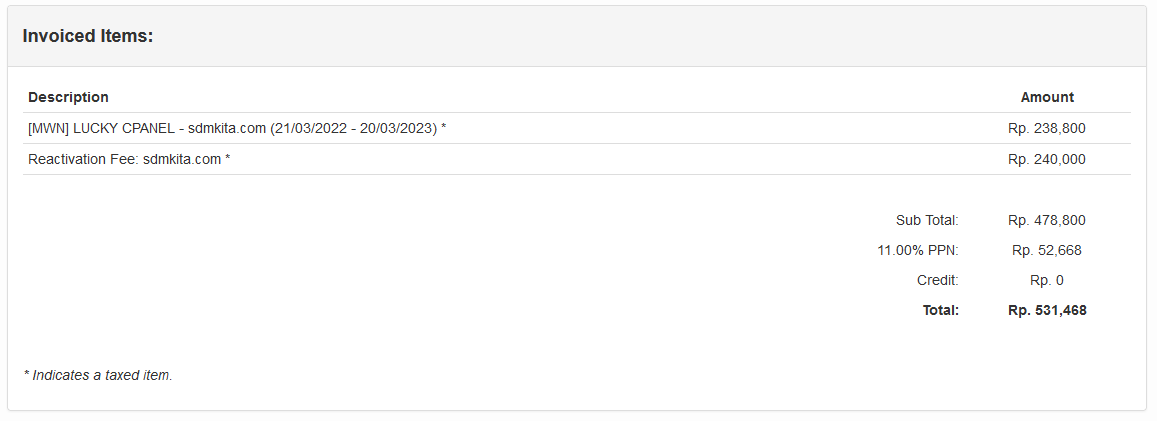 Invoiced Items:
Description Amount
[MWN] LUCKY CPANEL - sdmkita.com (21/03/2022 - 20/03/2023) * Rp. 238,800
Reactivation Fee: sdmkita.com * Rp. 240,000
Sub Total: Rp. 478,800
11.00% PPN: Rp. 52,668
Credit: Rp. 0
Total: Rp. 531,468
* Indicates a taxed item.